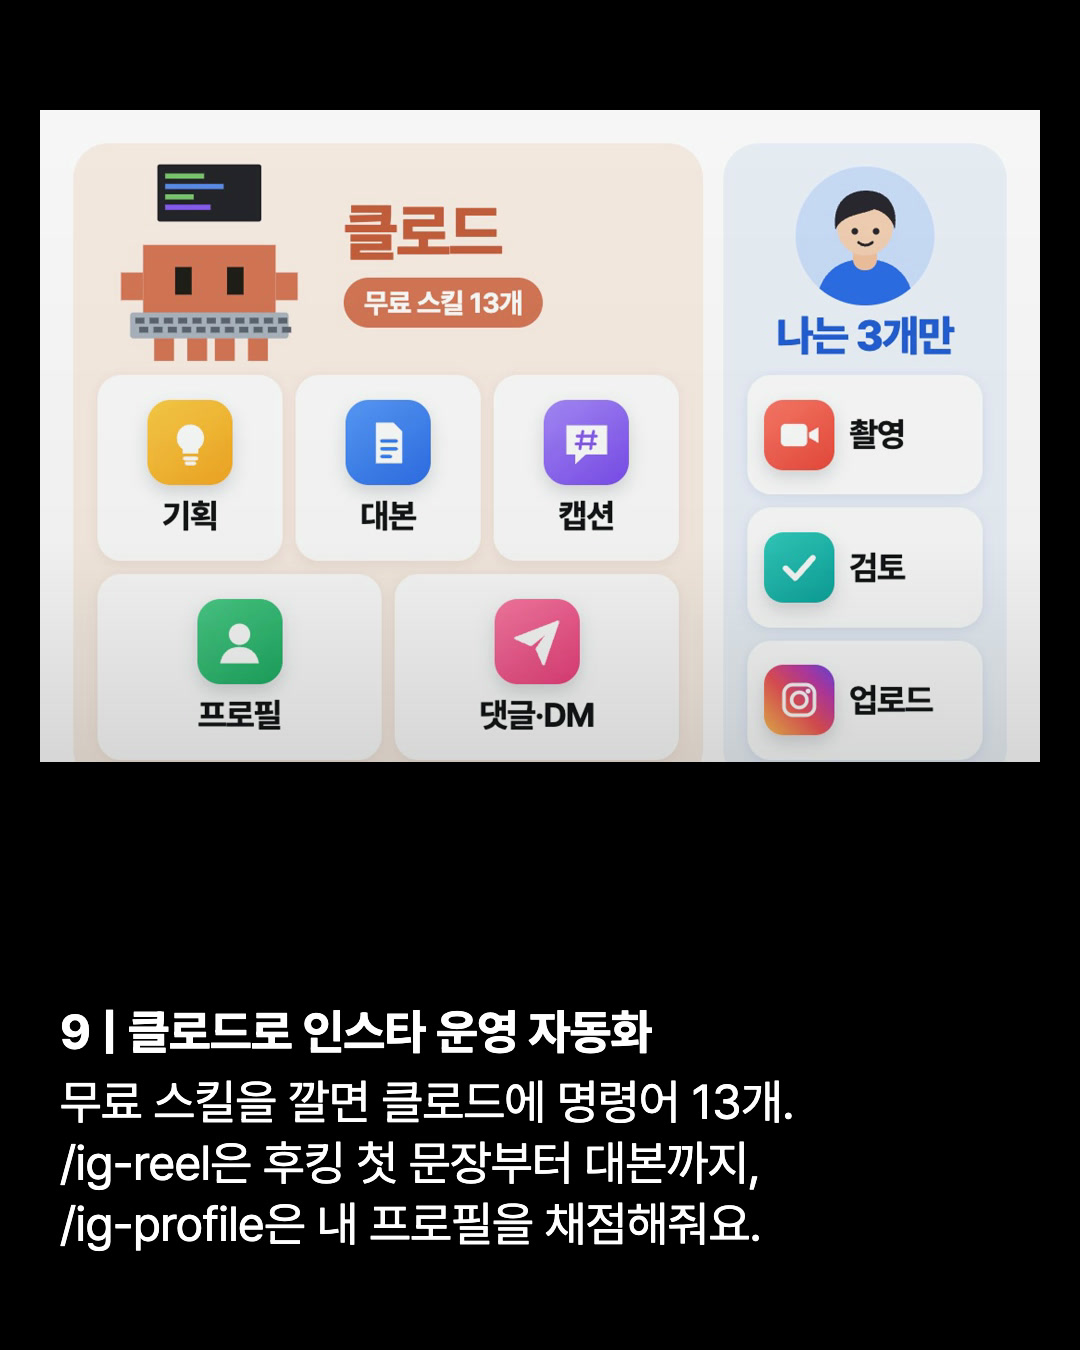 클로드
무료 스킬 13개
나는 3개만
기획
대본
#
캡션
촬영
검토
프로필
댓글·DM
업로드
9 | 클로드로 인스타 운영 자동화
무료 스킬을 깔면 클로드에 명령어 13개.
/ig-reel은 후킹 첫 문장부터 대본까지,
/ig-profile은 내 프로필을 채점해줘요.